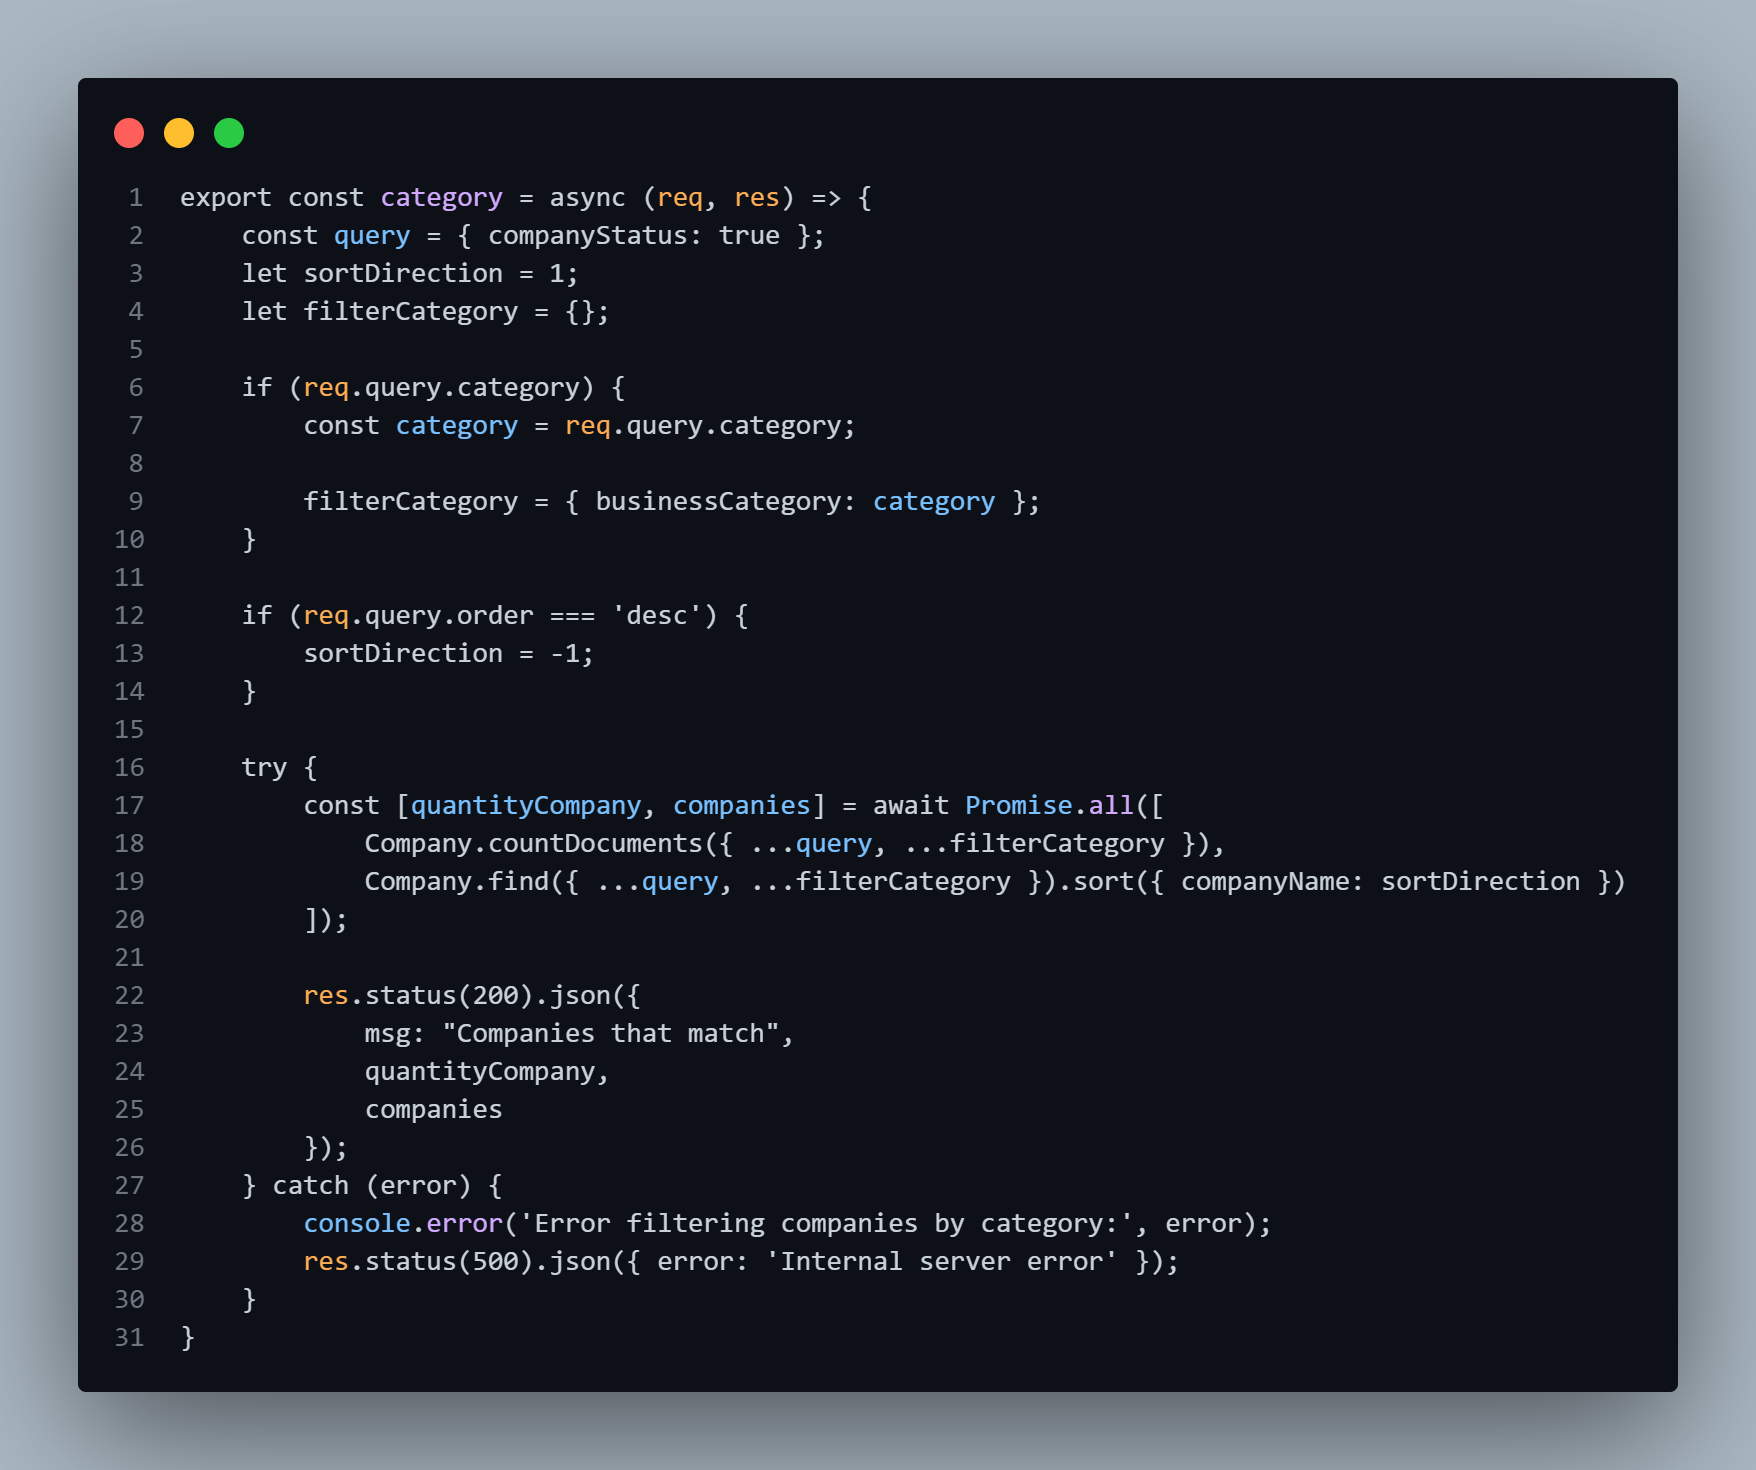 1 export const category = async (req, res) => {
2     const query = { companyStatus: true };
3     let sortDirection = 1;
4     let filterCategory = {};
5
6     if (req.query.category) {
7         const category = req.query.category;
8
9         filterCategory = { businessCategory: category };
10     }
11
12     if (req.query.order === 'desc') {
13         sortDirection = -1;
14     }
15
16     try {
17         const [quantityCompany, companies] = await Promise.all([
18             Company.countDocuments({ ...query, ...filterCategory }),
19             Company.find({ ...query, ...filterCategory }).sort({ companyName: sortDirection })
20         ]);
21
22         res.status(200).json({
23             msg: "Companies that match",
24             quantityCompany,
25             companies
26         });
27     } catch (error) {
28         console.error('Error filtering companies by category:', error);
29         res.status(500).json({ error: 'Internal server error' });
30     }
31 }